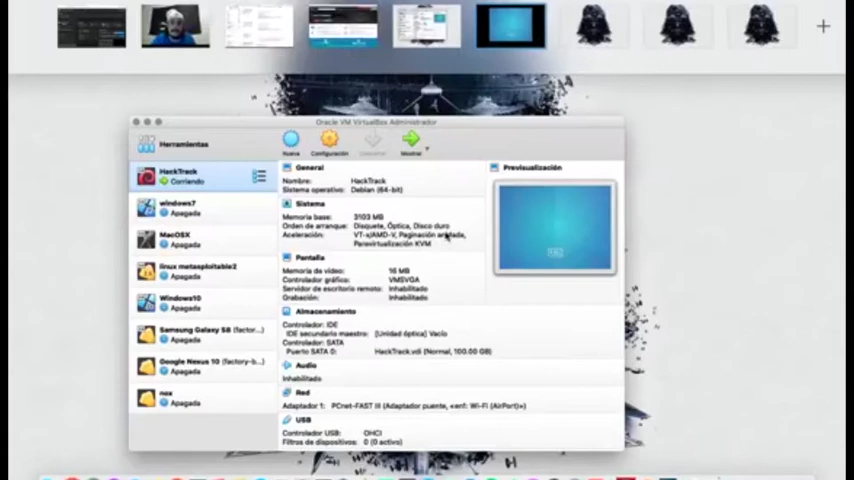 Oracle VM VirtualBox Administrador
Herramientas
Nueva
Configuración
Mostrar
HackTrack
Corriendo
windows7
Apagada
MacOSX
Apagada
linux metasploitable2
Apagada
Windows10
Apagada
Samsung Galaxy S8 (factor...
Apagada
Google Nexus 10 (factory-b...
Apagada
nox
Apagada
General
Nombre: HackTrack
Sistema operativo: Debian (64-bit)
Sistema
Memoria base: 3103 MB
Orden de arranque: Disquete, Óptica, Disco duro
Aceleración: VT-x/AMD-V, Paginación anidada,
Paravirtualización KVM
Pantalla
Memoria de vídeo: 16 MB
Controlador gráfico: VMSVGA
Servidor de escritorio remoto: Inhabilitado
Grabación: Inhabilitado
Almacenamiento
Controlador: IDE
IDE secundario maestro: [Unidad óptica] Vacío
Controlador: SATA
Puerto SATA 0: HackTrack.vdi (Normal, 100.00 GB)
Audio
Inhabilitado
Red
Adaptador 1: PCnet-FAST III (Adaptador puente, «en1: Wi-Fi (AirPort)»)
USB
Controlador USB: OHCI
Filtros de dispositivos: 0 (0 activo)
Previsualización